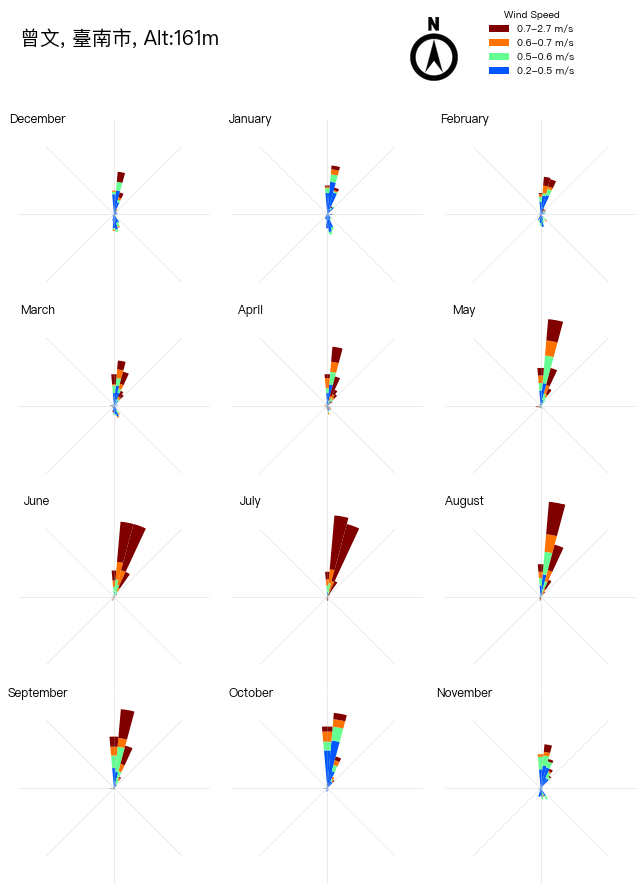 曾文, 臺南市, Alt:161m
N
Wind Speed
0.7–2.7 m/s
0.6–0.7 m/s
0.5–0.6 m/s
0.2–0.5 m/s
December
January
February
March
April
May
June
July
August
September
October
November